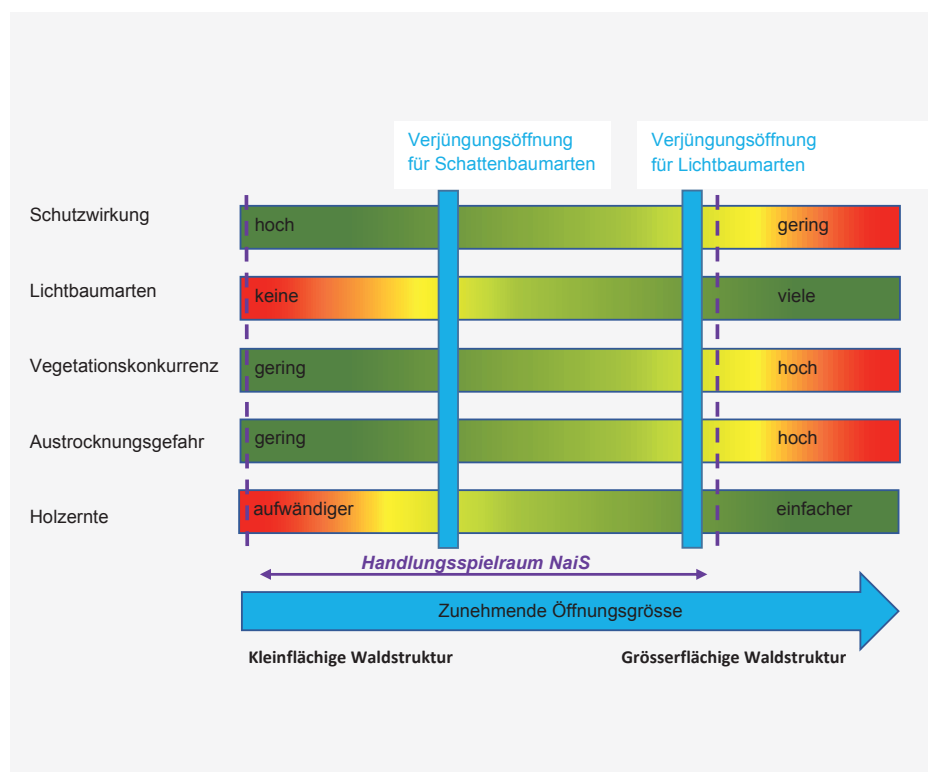 Verjüngungsöffnung
für Schattenbaumarten
Verjüngungsöffnung
für Lichtbaumarten
Schutzwirkung
hoch
gering
Lichtbaumarten
keine
viele
Vegetationskonkurrenz
gering
hoch
Austrocknungsgefahr
gering
hoch
Holzernte
aufwändiger
einfacher
Handlungsspielraum NaiS
Zunehmende Öffnungsgrösse
Kleinflächige Waldstruktur
Grösserflächige Waldstruktur